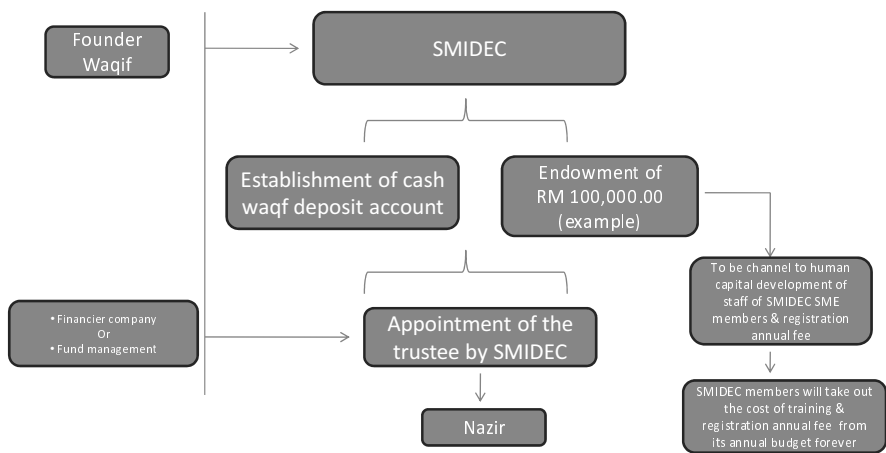 Founder
Waqif
SMIDEC
Establishment of cash
waqf deposit account
Endowment of
RM 100,000.00
(example)
To be channel to human
capital development of
staff of SMIDEC SME
members & registration
annual fee
• Financier company
Or
• Fund management
Appointment of the
trustee by SMIDEC
SMIDEC members will take out
the cost of training &
registration annual fee from
its annual budget forever
Nazir